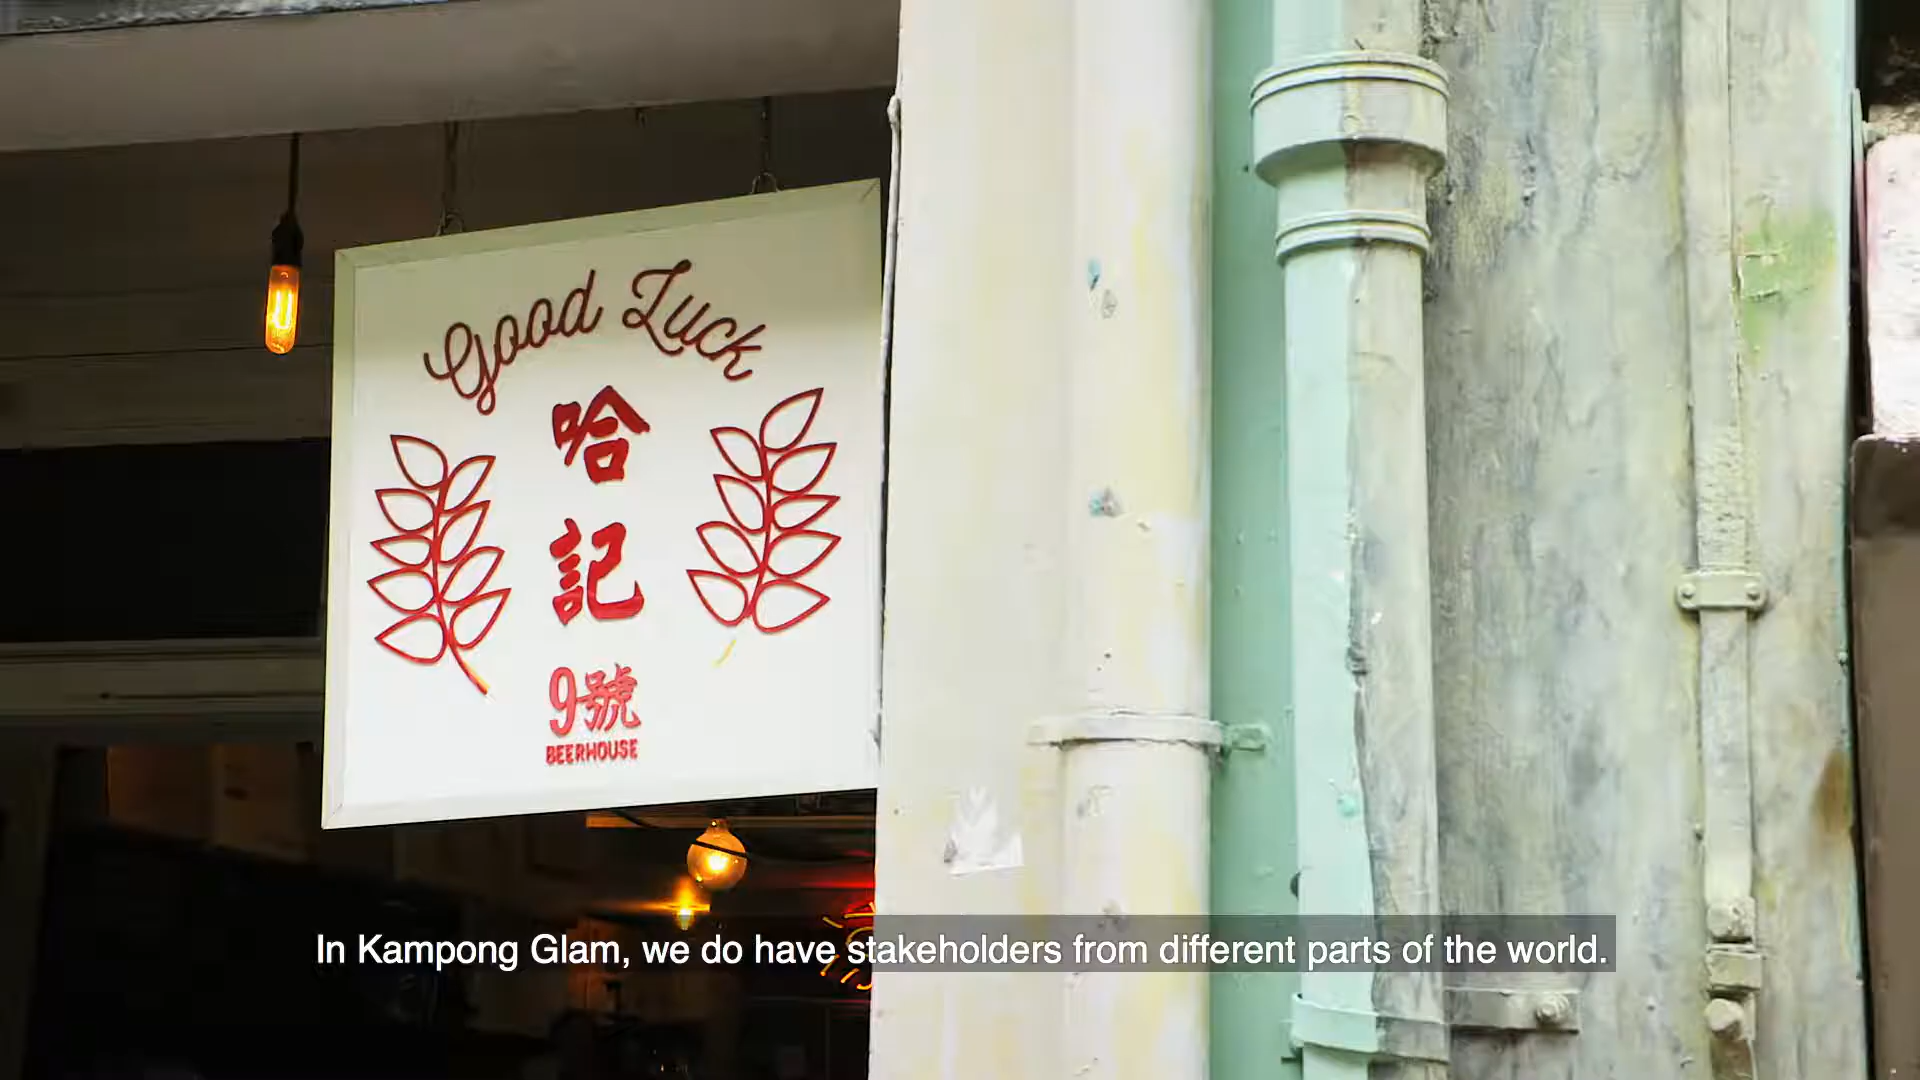 Good Luck
哈
記
9號
BEERHOUSE
In Kampong Glam, we do have stakeholders from different parts of the world.